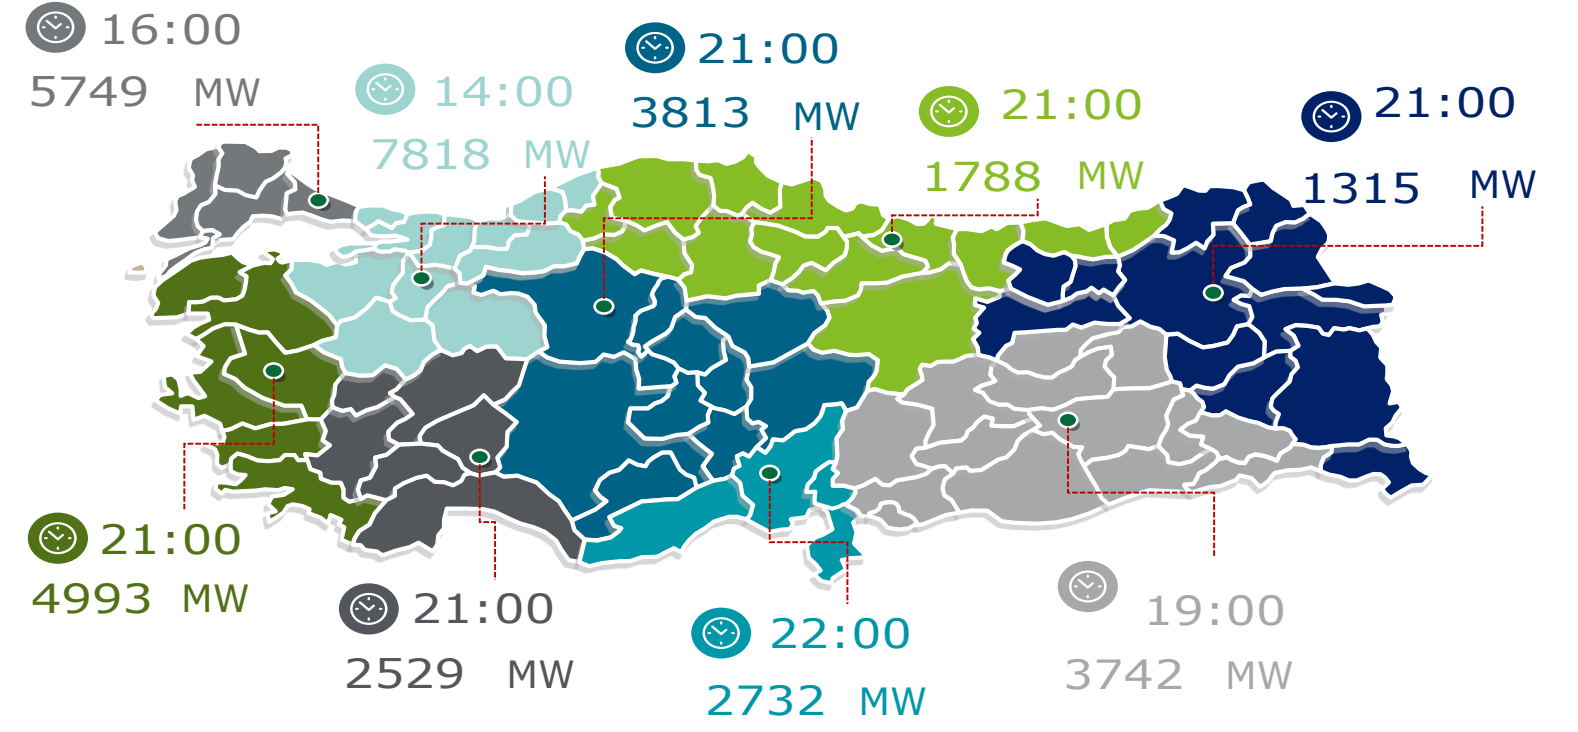 16:00
5749 MW
14:00
7818 MW
21:00
3813 MW
21:00
1788 MW
21:00
1315 MW
21:00
4993 MW
21:00
2529 MW
22:00
2732 MW
19:00
3742 MW